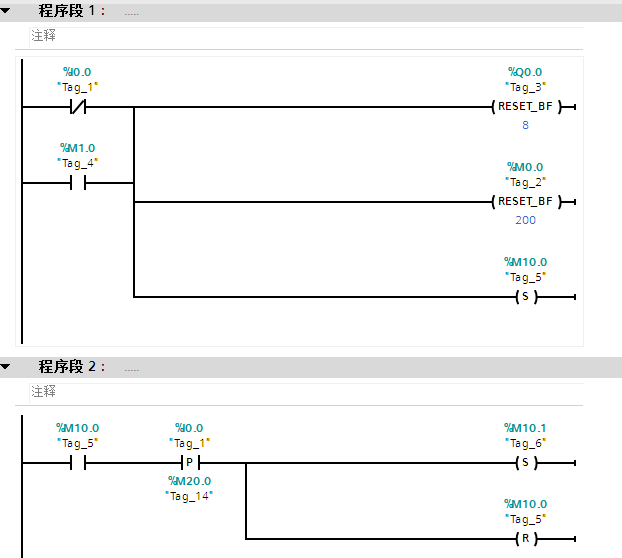 程序段 1： .....
注释
%I0.0
"Tag_1"
%Q0.0
"Tag_3"
RESET_BF
8
%M1.0
"Tag_4"
%M0.0
"Tag_2"
RESET_BF
200
%M10.0
"Tag_5"
S
程序段 2： .....
注释
%M10.0
"Tag_5"
%I0.0
"Tag_1"
P
%M20.0
"Tag_14"
%M10.1
"Tag_6"
S
%M10.0
"Tag_5"
R